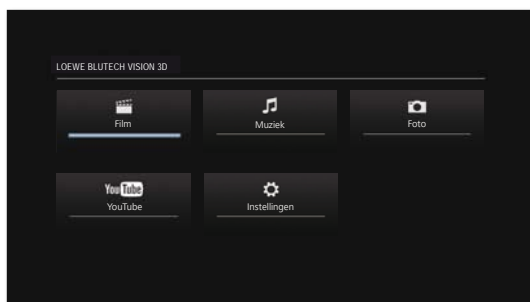 LOEWE BLUTECH VISION 3D
Film
Muziek
Foto
You Tube
YouTube
Instellingen